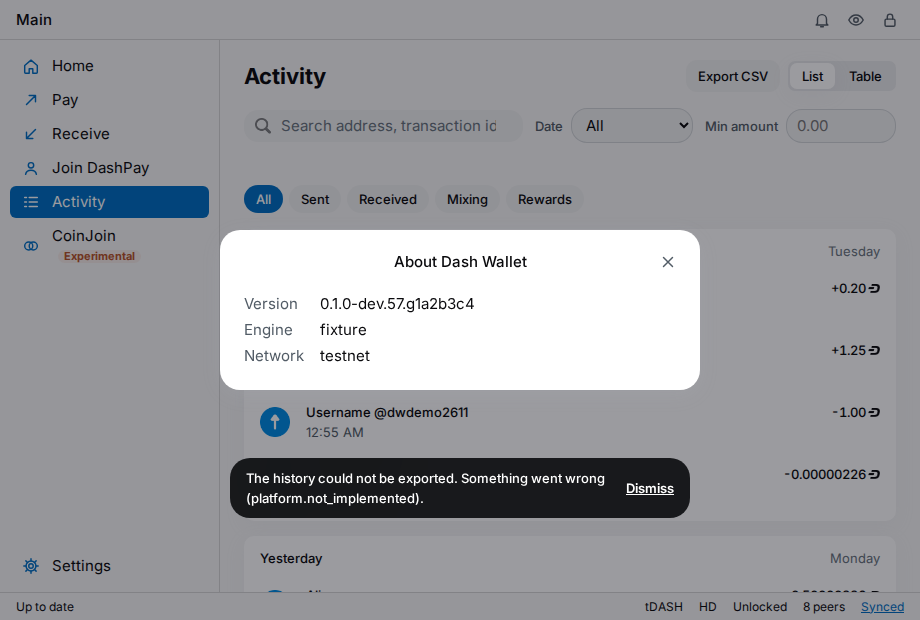 Main
Home
Pay
Receive
Join DashPay
Activity
CoinJoin
Experimental
Settings
Activity
Export CSV
List
Table
Search address, transaction id
Date
All
Min amount
0.00
All
Sent
Received
Mixing
Rewards
Tuesday
+0.20
+1.25
About Dash Wallet
Version 0.1.0-dev.57.g1a2b3c4
Engine fixture
Network testnet
Username @dwdemo2611
-1.00
12:55 AM
-0.00000226
The history could not be exported. Something went wrong
(platform.not_implemented).
Dismiss
Yesterday
Monday
Up to date
tDASH
HD
Unlocked
8 peers
Synced